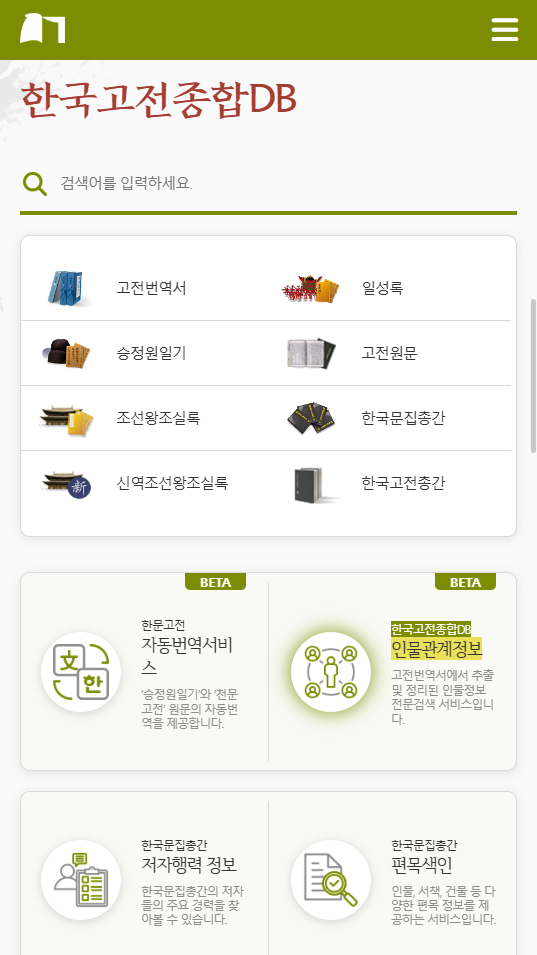 한국고전종합DB
검색어를 입력하세요.
고전번역서
일성록
승정원일기
고전원문
조선왕조실록
한국문집총간
新
신역조선왕조실록
한국고전총간
BETA
한문고전
자동번역서비
스
'승정원일기'와 '천문
고전' 원문의 자동번
역을 제공합니다.
文
한
BETA
한국고전종합DB
인물관계정보
고전번역서에서 추출
및 정리된 인물정보
전문검색 서비스입니
다.
한국문집총간
저자행력 정보
한국문집총간의 저자
들의 주요 경력을 찾
아볼 수 있습니다.
한국문집총간
편목색인
인물, 서책, 건물 등 다
양한 편목 정보를 제
공하는 서비스입니다.